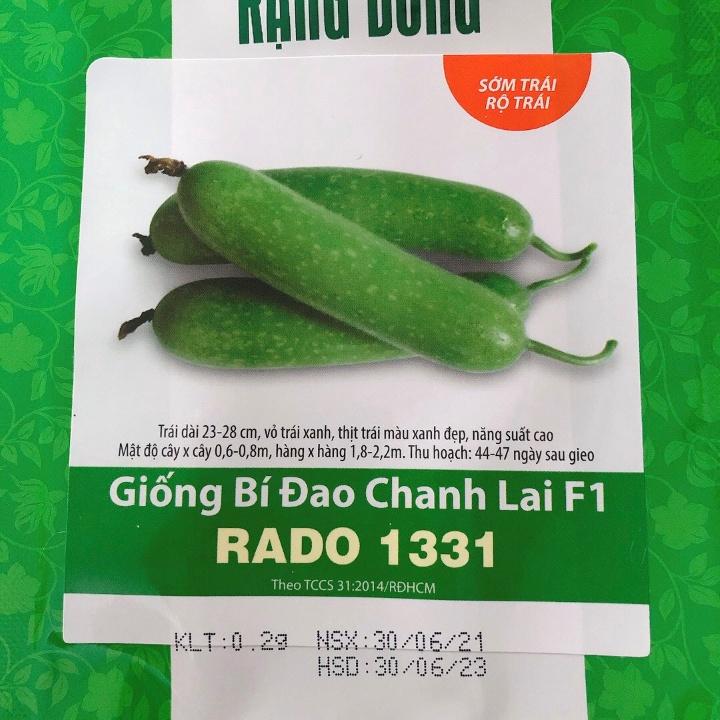 RẠNG ĐÔNG
SỚM TRÁI
RỘ TRÁI
Trái dài 23-28 cm, vỏ trái xanh, thịt trái màu xanh đẹp, năng suất cao
Mật độ cây x cây 0,6-0,8m, hàng x hàng 1,8-2,2m. Thu hoạch: 44-47 ngày sau gieo
Giống Bí Đao Chanh Lai F1
RADO 1331
Theo TCCS 31:2014/RĐHCM
KLT:0.2g NSX:30/06/21
HSD:30/06/23